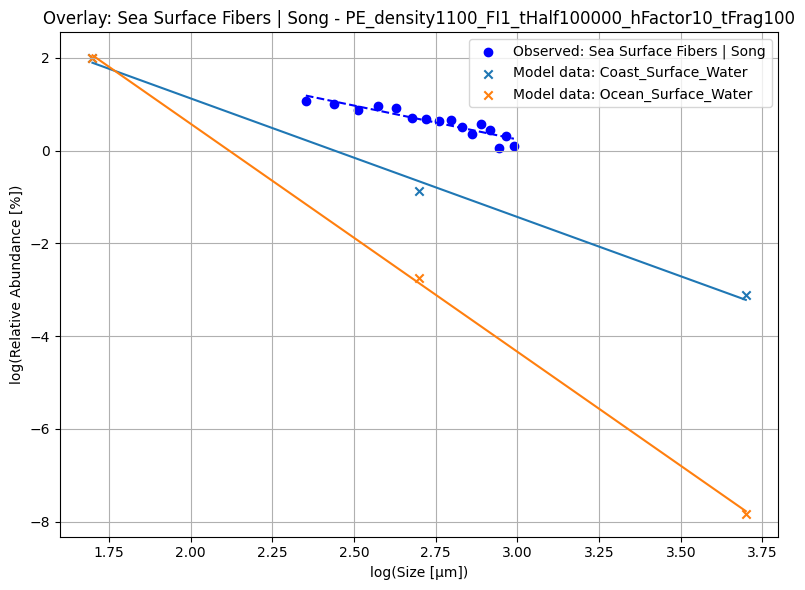 Overlay: Sea Surface Fibers | Song - PE_density1100_FI1_tHalf100000_hFactor10_tFrag100
Observed: Sea Surface Fibers | Song
Model data: Coast_Surface_Water
Model data: Ocean_Surface_Water
log(Relative Abundance [%])
2
0
−2
−4
−6
−8
1.75 2.00 2.25 2.50 2.75 3.00 3.25 3.50 3.75
log(Size [µm])